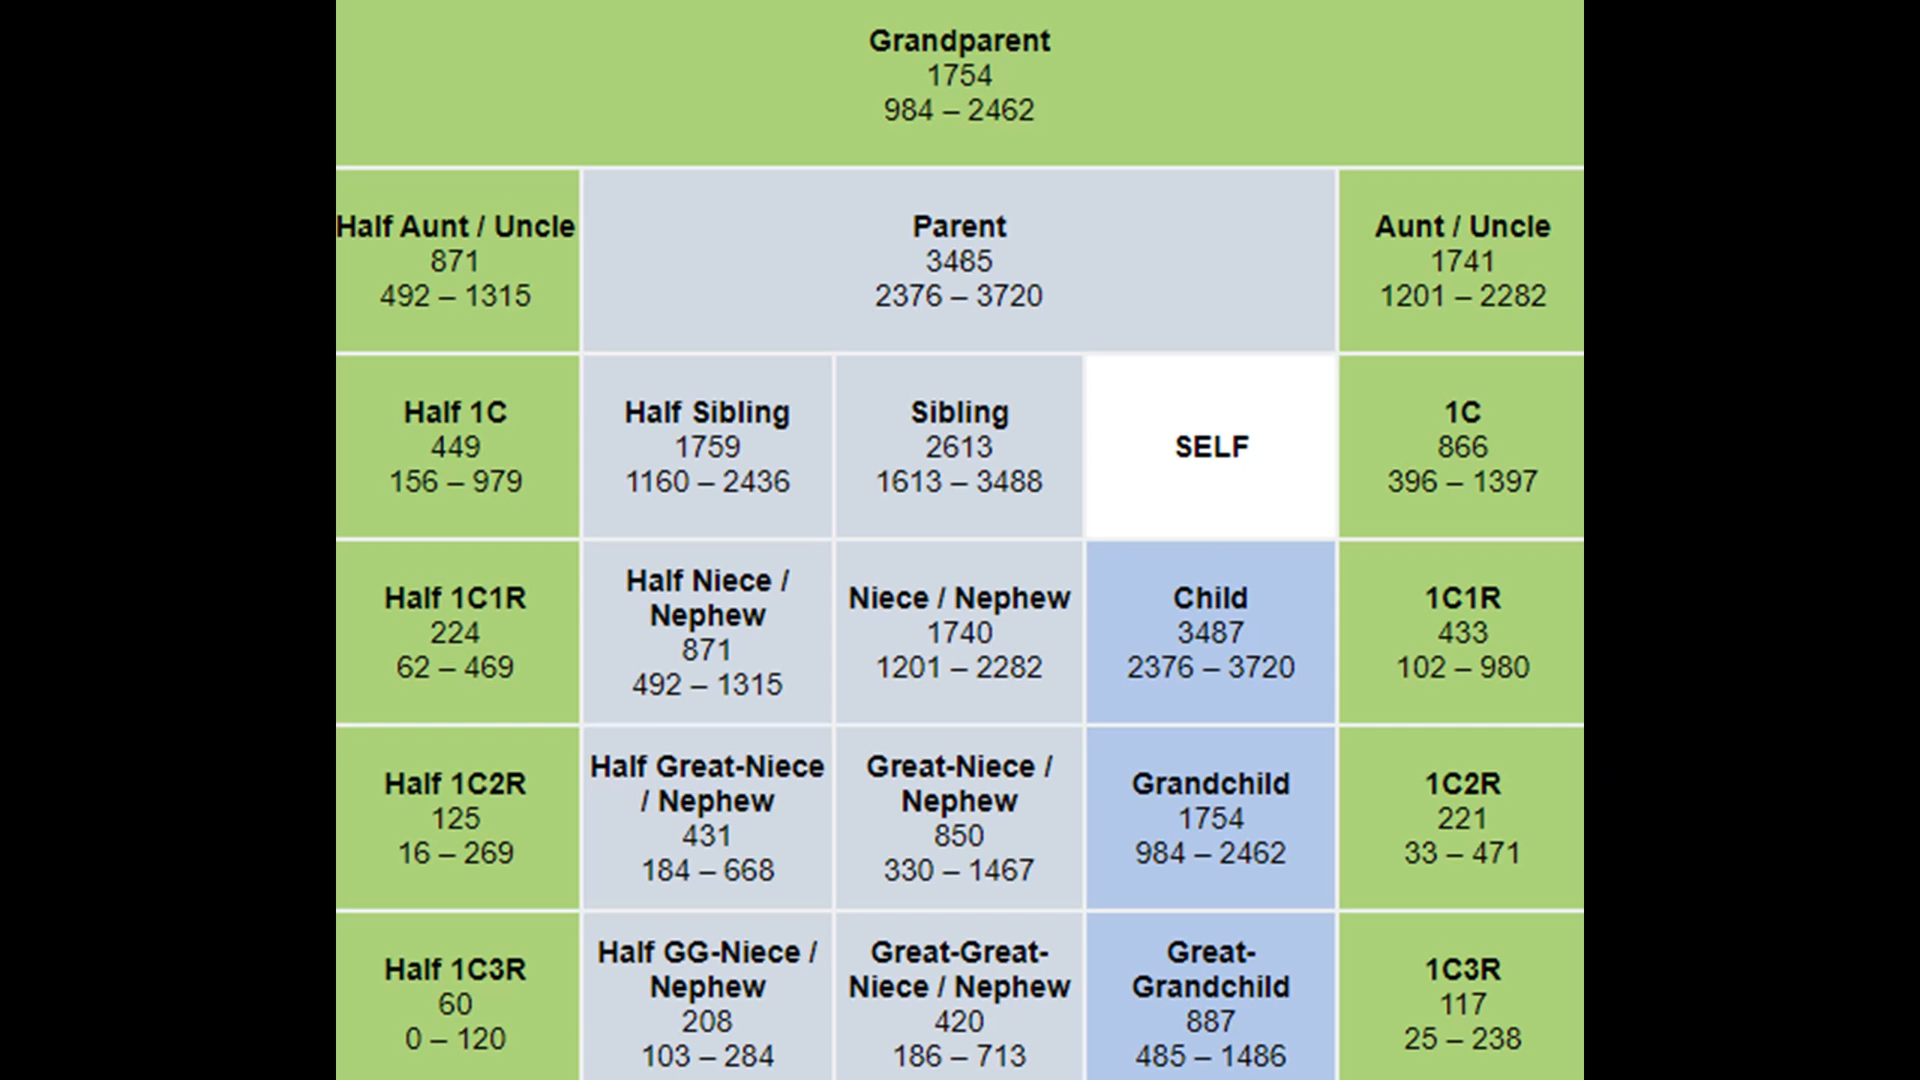 Grandparent
1754
984 – 2462
Half Aunt / Uncle
871
492 – 1315
Parent
3485
2376 – 3720
Aunt / Uncle
1741
1201 – 2282
Half 1C
449
156 – 979
Half Sibling
1759
1160 – 2436
Sibling
2613
1613 – 3488
SELF
1C
866
396 – 1397
Half 1C1R
224
62 – 469
Half Niece /
Nephew
871
492 – 1315
Niece / Nephew
1740
1201 – 2282
Child
3487
2376 – 3720
1C1R
433
102 – 980
Half 1C2R
125
16 – 269
Half Great-Niece
/ Nephew
431
184 – 668
Great-Niece /
Nephew
850
330 – 1467
Grandchild
1754
984 – 2462
1C2R
221
33 – 471
Half 1C3R
60
0 – 120
Half GG-Niece /
Nephew
208
103 – 284
Great-Great-
Niece / Nephew
420
186 – 713
Great-
Grandchild
887
485 – 1486
1C3R
117
25 – 238